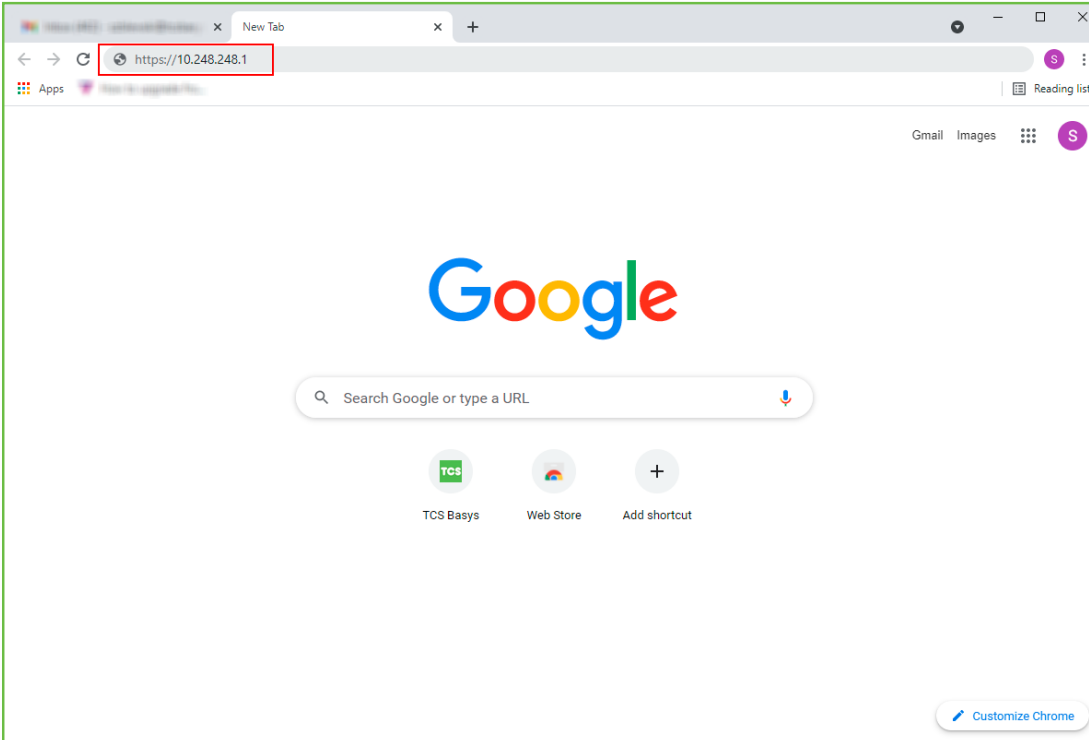 New Tab
https://10.248.248.1
S
Apps
Reading list
Gmail Images
S
Google
Search Google or type a URL
TCS
TCS Basys Web Store Add shortcut
Customize Chrome